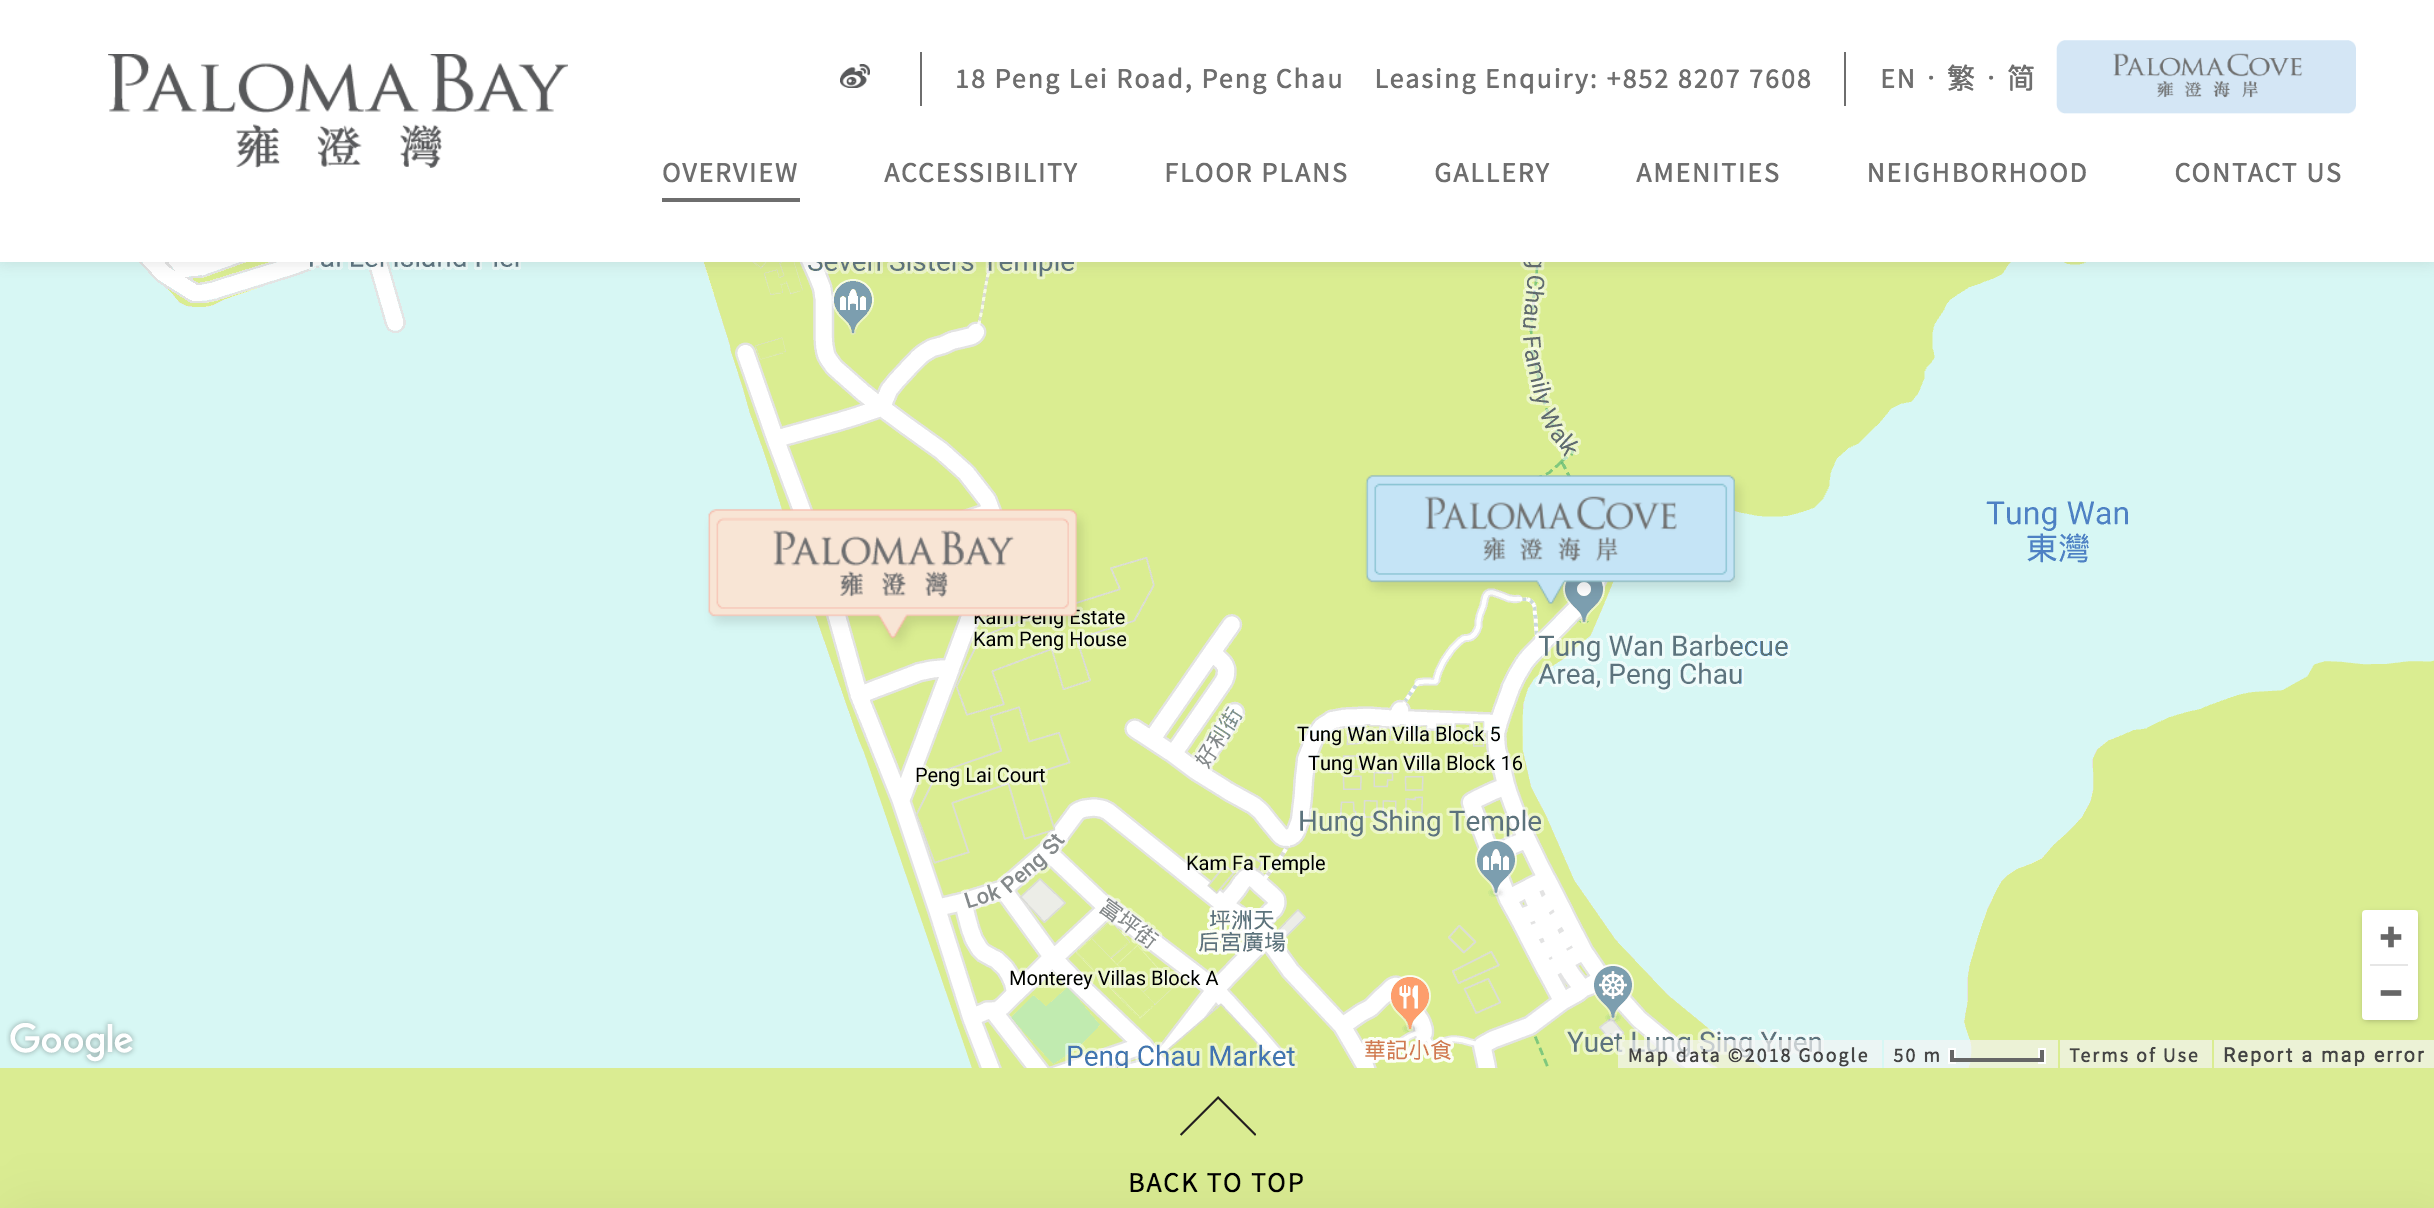 PALOMA BAY
雍澄灣
18 Peng Lei Road, Peng Chau
Leasing Enquiry: +852 8207 7608
EN · 繁 · 简
PALOMA COVE
雍澄海岸
OVERVIEW
ACCESSIBILITY
FLOOR PLANS
GALLERY
AMENITIES
NEIGHBORHOOD
CONTACT US
Tai Lei Island Pier
Seven Sisters Temple
g Chau Family Walk
PALOMA BAY
雍澄灣
PALOMA COVE
雍澄海岸
Tung Wan
東灣
Kam Peng Estate
Kam Peng House
Tung Wan Barbecue
Area, Peng Chau
好利街
Tung Wan Villa Block 5
Tung Wan Villa Block 16
Peng Lai Court
Hung Shing Temple
Lok Peng St
Kam Fa Temple
富坪街
坪洲天
后宮廣場
Monterey Villas Block A
Peng Chau Market
華記小食
Yuet Lung Sing Yuen
Google
Map data ©2018 Google
50 m
Terms of Use
Report a map error
BACK TO TOP